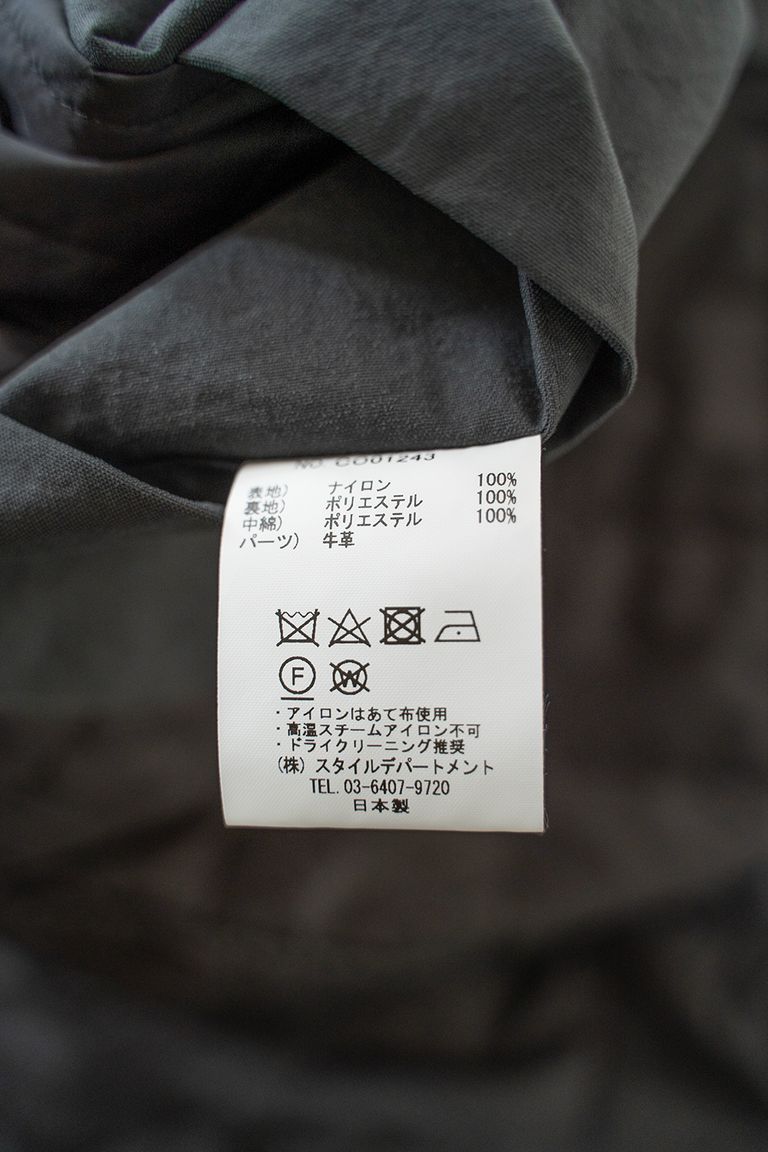 NO. CO01243
表地) ナイロン 100%
裏地) ポリエステル 100%
中綿) ポリエステル 100%
パーツ) 牛革
F W
・アイロンはあて布使用
・高温スチームアイロン不可
・ドライクリーニング推奨
(株) スタイルデパートメント
TEL. 03-6407-9720
日本製